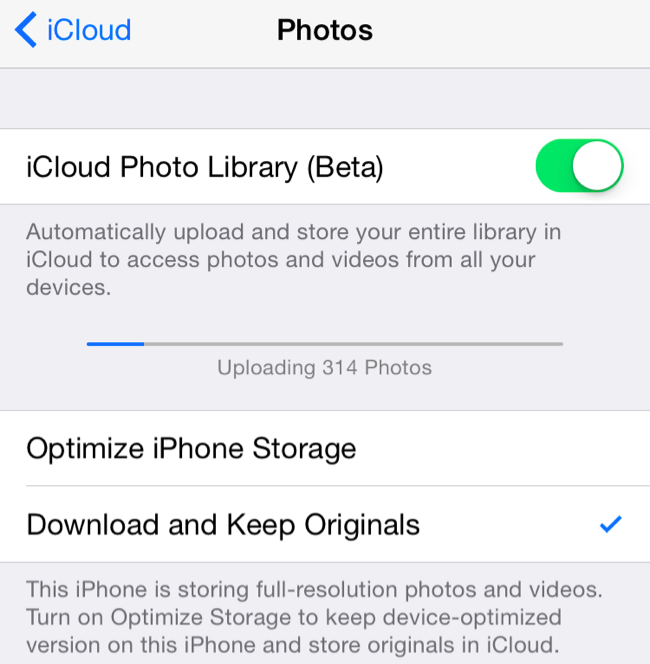 iCloud Photos
iCloud Photo Library (Beta)
Automatically upload and store your entire library in
iCloud to access photos and videos from all your
devices.
Uploading 314 Photos
Optimize iPhone Storage
Download and Keep Originals
This iPhone is storing full-resolution photos and videos.
Turn on Optimize Storage to keep device-optimized
version on this iPhone and store originals in iCloud.